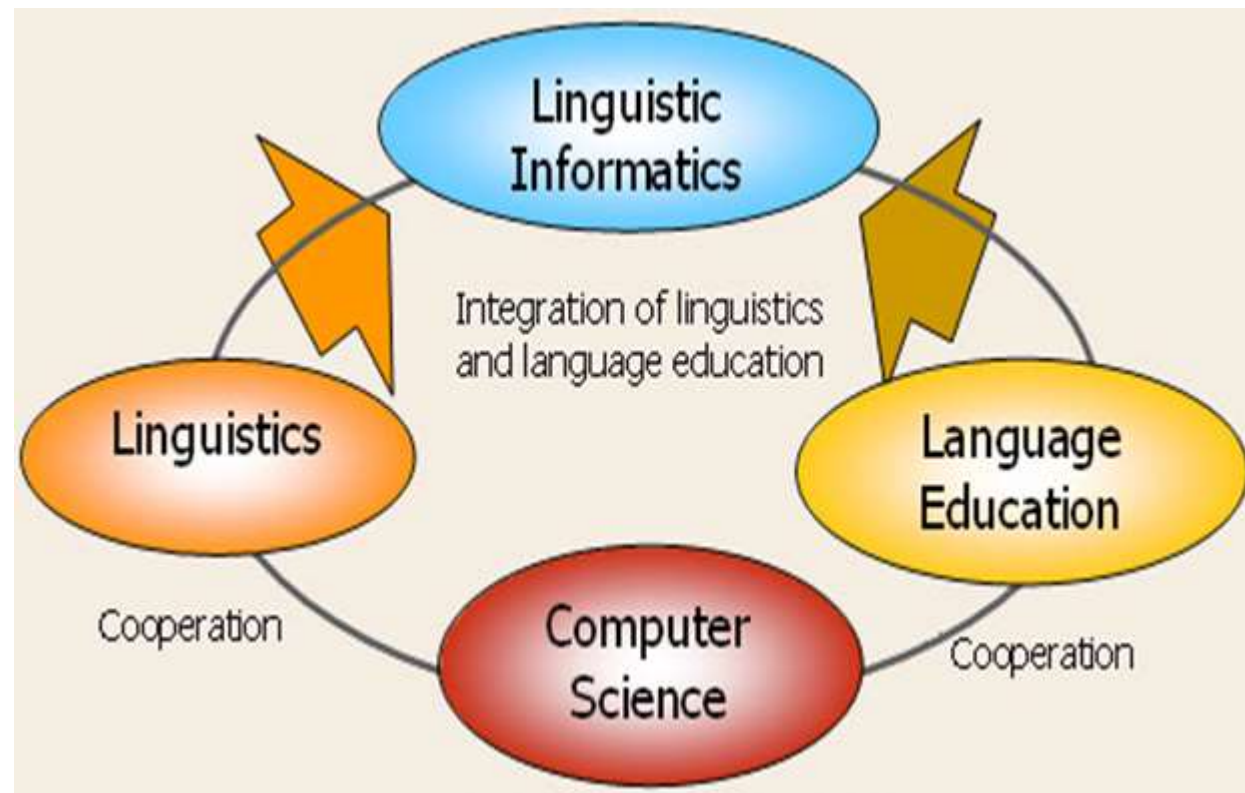 Linguistic
Informatics
Integration of linguistics
and language education
Linguistics
Language
Education
Cooperation
Computer
Science
Cooperation